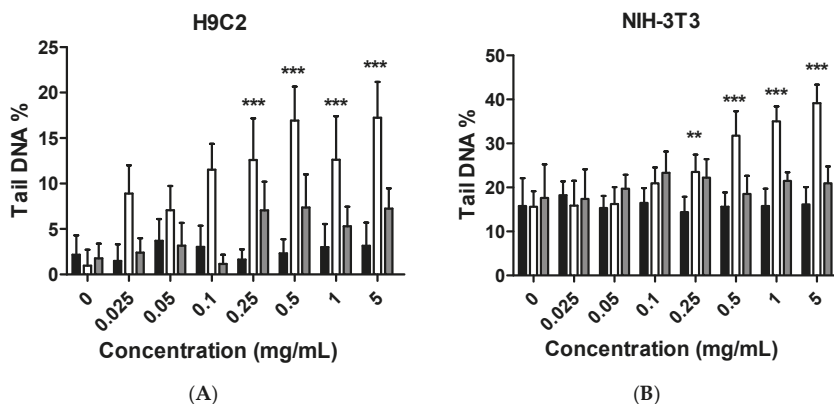 H9C2
Tail DNA %
25
20
15
10
5
0
*** *** *** ***
0 0.025 0.05 0.1 0.25 0.5 1 5
Concentration (mg/mL)
(A)
NIH-3T3
Tail DNA %
50
40
30
20
10
0
** *** *** ***
0 0.025 0.05 0.1 0.25 0.5 1 5
Concentration (mg/mL)
(B)